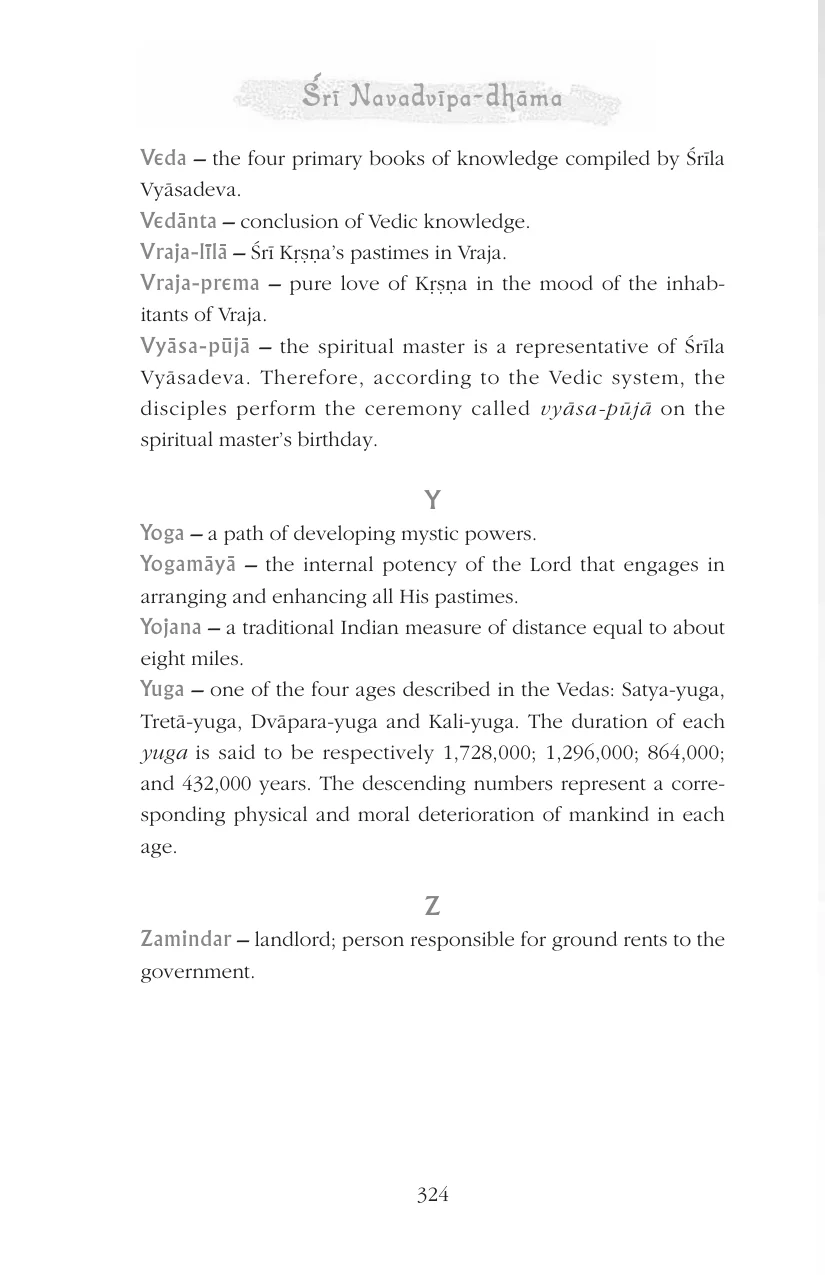 Śrī Navadvīpa-dhāma
Veda – the four primary books of knowledge compiled by Śrīla
Vyāsadeva.
Vedānta – conclusion of Vedic knowledge.
Vraja-līlā – Śrī Kṛṣṇa’s pastimes in Vraja.
Vraja-prema – pure love of Kṛṣṇa in the mood of the inhab-
itants of Vraja.
Vyāsa-pūjā – the spiritual master is a representative of Śrīla
Vyāsadeva. Therefore, according to the Vedic system, the
disciples perform the ceremony called vyāsa-pūjā on the
spiritual master’s birthday.
Y
Yoga – a path of developing mystic powers.
Yogamāyā – the internal potency of the Lord that engages in
arranging and enhancing all His pastimes.
Yojana – a traditional Indian measure of distance equal to about
eight miles.
Yuga – one of the four ages described in the Vedas: Satya-yuga,
Tretā-yuga, Dvāpara-yuga and Kali-yuga. The duration of each
yuga is said to be respectively 1,728,000; 1,296,000; 864,000;
and 432,000 years. The descending numbers represent a corre-
sponding physical and moral deterioration of mankind in each
age.
Z
Zamindar – landlord; person responsible for ground rents to the
government.
324